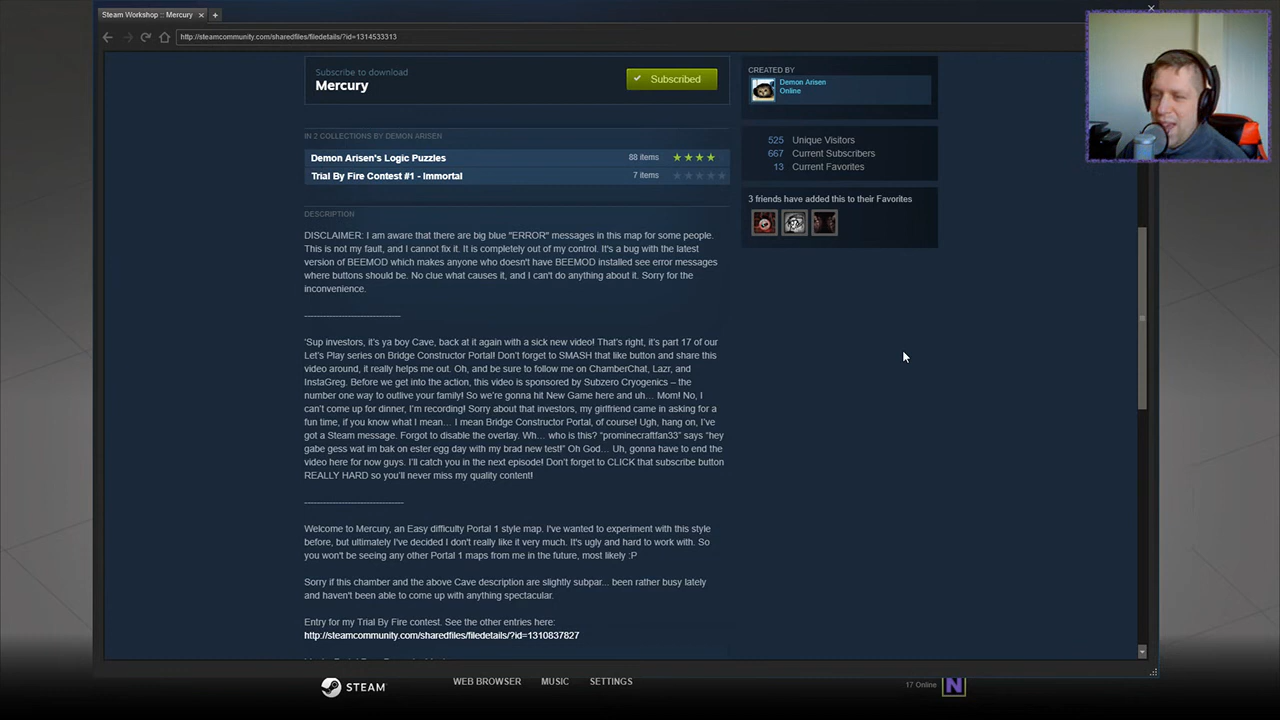 Steam Workshop :: Mercury
http://steamcommunity.com/sharedfiles/filedetails/?id=1314533313
Subscribe to download
Mercury
Subscribed
IN 2 COLLECTIONS BY DEMON ARISEN
Demon Arisen's Logic Puzzles 88 items
Trial By Fire Contest #1 - Immortal 7 items
DESCRIPTION
DISCLAIMER: I am aware that there are big blue "ERROR" messages in this map for some people.
This is not my fault, and I cannot fix it. It is completely out of my control. It's a bug with the latest
version of BEEMOD which makes anyone who doesn't have BEEMOD installed see error messages
where buttons should be. No clue what causes it, and I can't do anything about it. Sorry for the
inconvenience.
------------------------------
'Sup investors, it's ya boy Cave, back at it again with a sick new video! That's right, it's part 17 of our
Let's Play series on Bridge Constructor Portal! Don't forget to SMASH that like button and share this
video around, it really helps me out. Oh, and be sure to follow me on ChamberChat, Lazr, and
InstaGreg. Before we get into the action, this video is sponsored by Subzero Cryogenics – the
number one way to outlive your family! So we're gonna hit New Game here and uh… Mom! No, I
can't come up for dinner, I'm recording! Sorry about that investors, my girlfriend came in asking for a
fun time, if you know what I mean… I mean Bridge Constructor Portal, of course! Ugh, hang on, I've
got a Steam message. Forgot to disable the overlay. Wh… who is this? "prominecraftfan33" says "hey
gabe gess wat im bak on ester egg day with my brad new test!" Oh God… Uh, gonna have to end the
video here for now guys. I'll catch you in the next episode! Don't forget to CLICK that subscribe button
REALLY HARD so you'll never miss my quality content!
-------------------------------
Welcome to Mercury, an Easy difficulty Portal 1 style map. I've wanted to experiment with this style
before, but ultimately I've decided I don't really like it very much. It's ugly and hard to work with. So
you won't be seeing any other Portal 1 maps from me in the future, most likely :P
Sorry if this chamber and the above Cave description are slightly subpar... been rather busy lately
and haven't been able to come up with anything spectacular.
Entry for my Trial By Fire contest. See the other entries here:
http://steamcommunity.com/sharedfiles/filedetails/?id=1310837827
CREATED BY
Demon Arisen
Online
525 Unique Visitors
667 Current Subscribers
13 Current Favorites
3 friends have added this to their Favorites
STEAM
WEB BROWSER MUSIC SETTINGS
17 Online N